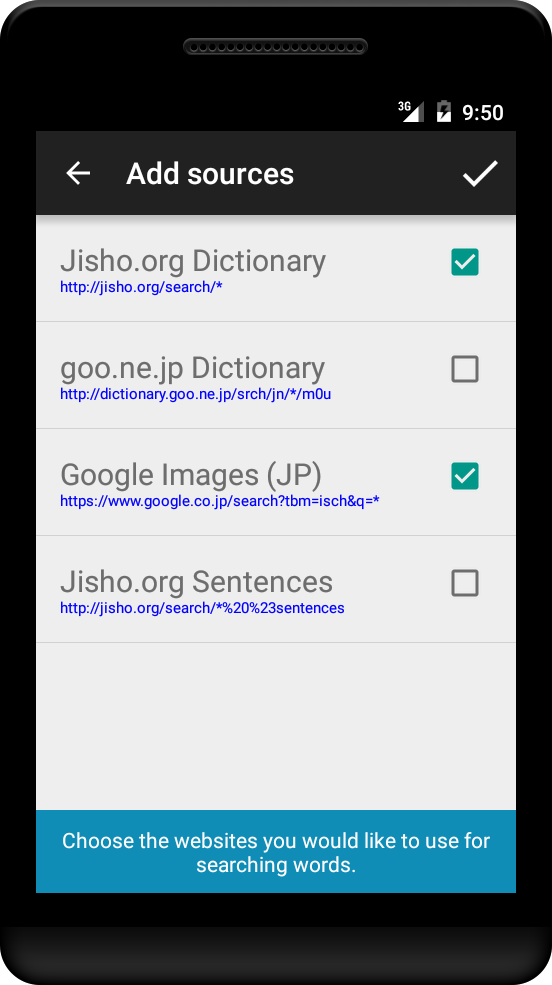 3G 9:50
Add sources
Jisho.org Dictionary
http://jisho.org/search/*
goo.ne.jp Dictionary
http://dictionary.goo.ne.jp/srch/jn/*/m0u
Google Images (JP)
https://www.google.co.jp/search?tbm=isch&q=*
Jisho.org Sentences
http://jisho.org/search/*%20%23sentences
Choose the websites you would like to use for
searching words.